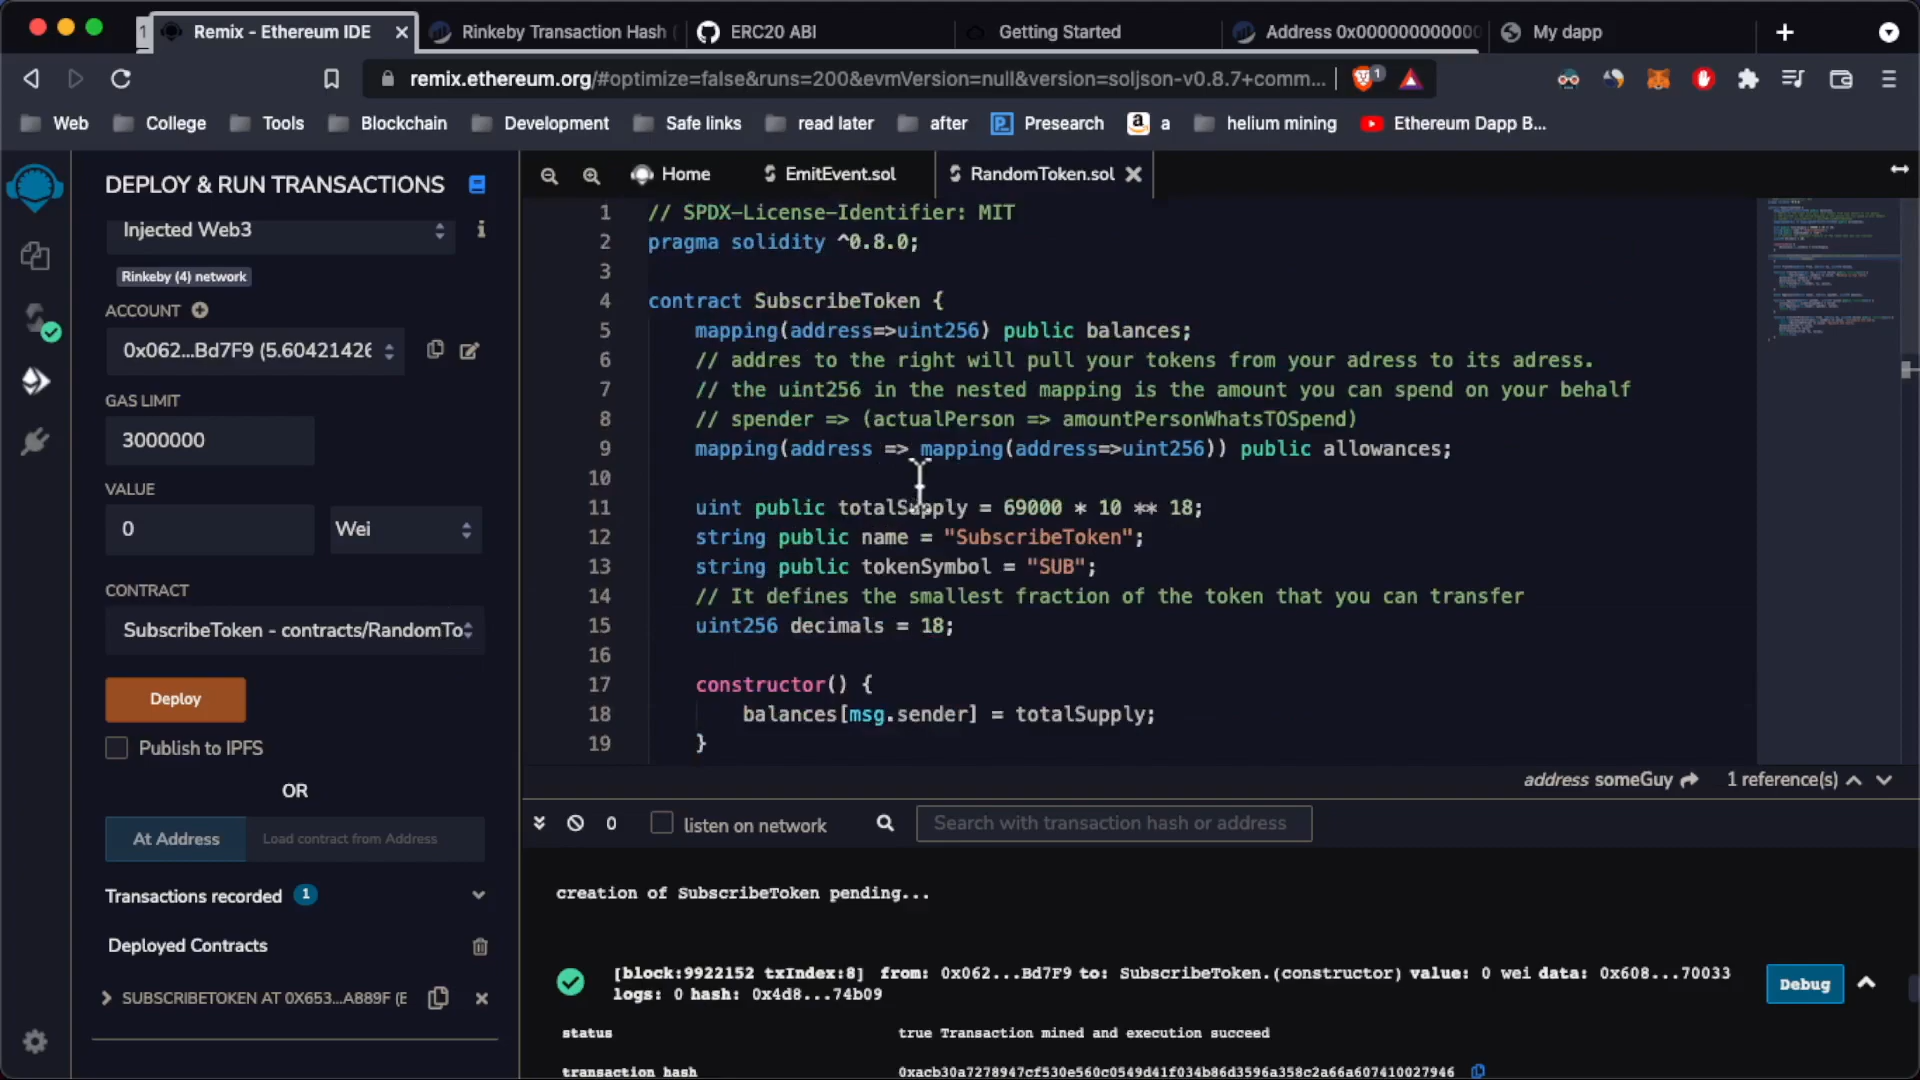 1
Remix - Ethereum IDE
Rinkeby Transaction Hash (
ERC20 ABI
Getting Started
Address 0x000000000000
My dapp
remix.ethereum.org/#optimize=false&runs=200&evmVersion=null&version=soljson-v0.8.7+comm...
1
Web
College
Tools
Blockchain
Development
Safe links
read later
after
Presearch
a
helium mining
Ethereum Dapp B...
DEPLOY & RUN TRANSACTIONS
Injected Web3
Rinkeby (4) network
ACCOUNT
0x062...Bd7F9 (5.60421426
GAS LIMIT
3000000
VALUE
0
Wei
CONTRACT
SubscribeToken - contracts/RandomTo
Deploy
Publish to IPFS
OR
At Address
Load contract from Address
Transactions recorded 1
Deployed Contracts
SUBSCRIBETOKEN AT 0X653...A889F (E
Home
EmitEvent.sol
RandomToken.sol
1 // SPDX-License-Identifier: MIT
2 pragma solidity ^0.8.0;
3
4 contract SubscribeToken {
5 mapping(address=>uint256) public balances;
6 // addres to the right will pull your tokens from your adress to its adress.
7 // the uint256 in the nested mapping is the amount you can spend on your behalf
8 // spender => (actualPerson => amountPersonWhatsTOSpend)
9 mapping(address => mapping(address=>uint256)) public allowances;
10
11 uint public totalSupply = 69000 * 10 ** 18;
12 string public name = "SubscribeToken";
13 string public tokenSymbol = "SUB";
14 // It defines the smallest fraction of the token that you can transfer
15 uint256 decimals = 18;
16
17 constructor() {
18 balances[msg.sender] = totalSupply;
19 }
address someGuy
1 reference(s)
0
listen on network
Search with transaction hash or address
creation of SubscribeToken pending...
[block:9922152 txIndex:8] from: 0x062...Bd7F9 to: SubscribeToken.(constructor) value: 0 wei data: 0x608...70033
logs: 0 hash: 0x4d8...74b09
Debug
status true Transaction mined and execution succeed
transaction hash 0xacb30a7278947cf530e560c0549d41f034b86d3596a358c2a66a607410027946